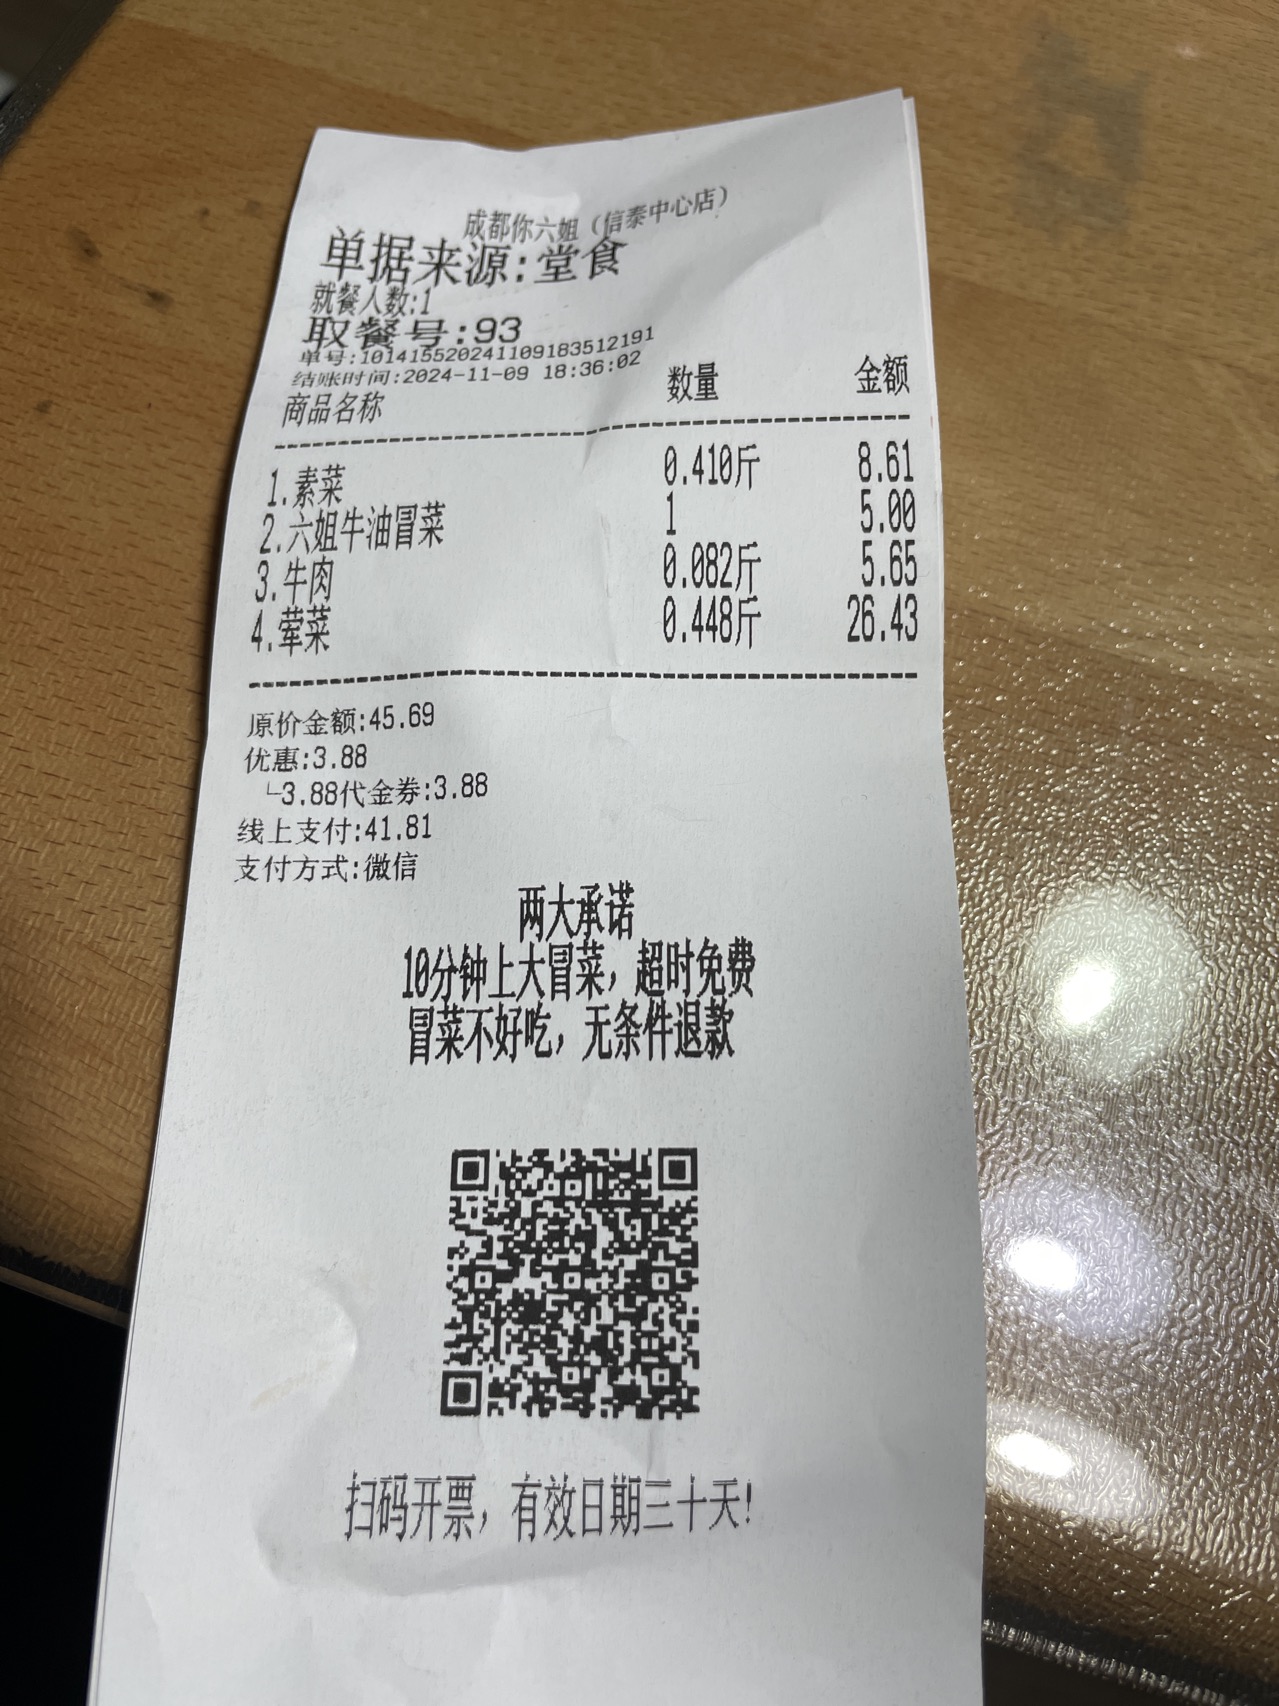 成都你六姐（信泰中心店）
单据来源:堂食
就餐人数:1
取餐号:93
单号:10141552024110918351219​1
结账时间:2024-11-09 18:36:02
商品名称 数量 金额
1.素菜 0.410斤 8.61
2.六姐牛油冒菜 1 5.00
3.牛肉 0.082斤 5.65
4.荤菜 0.448斤 26.43
原价金额:45.69
优惠:3.88
└3.88代金券:3.88
线上支付:41.81
支付方式:微信
两大承诺
10分钟上大冒菜，超时免费
冒菜不好吃，无条件退款
扫码开票，有效日期三十天!